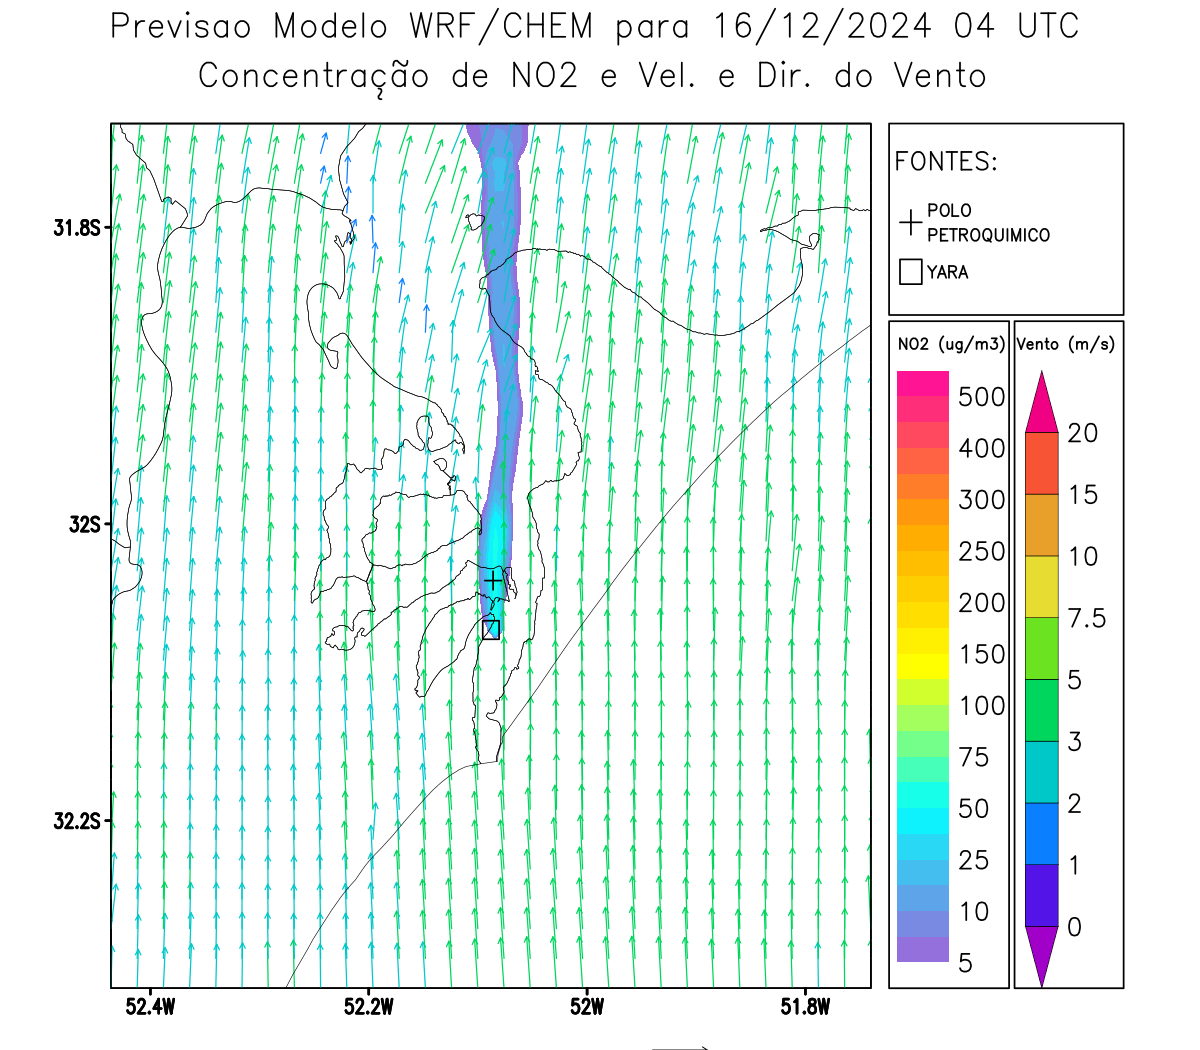 Previsao Modelo WRF/CHEM para 16/12/2024 04 UTC
Concentração de NO2 e Vel. e Dir. do Vento
FONTES:
POLO
PETROQUIMICO
YARA
NO2 (ug/m3)
500
400
300
250
200
150
100
75
50
25
10
5
Vento (m/s)
20
15
10
7.5
5
3
2
1
0
31.8S
32S
32.2S
52.4W
52.2W
52W
51.8W